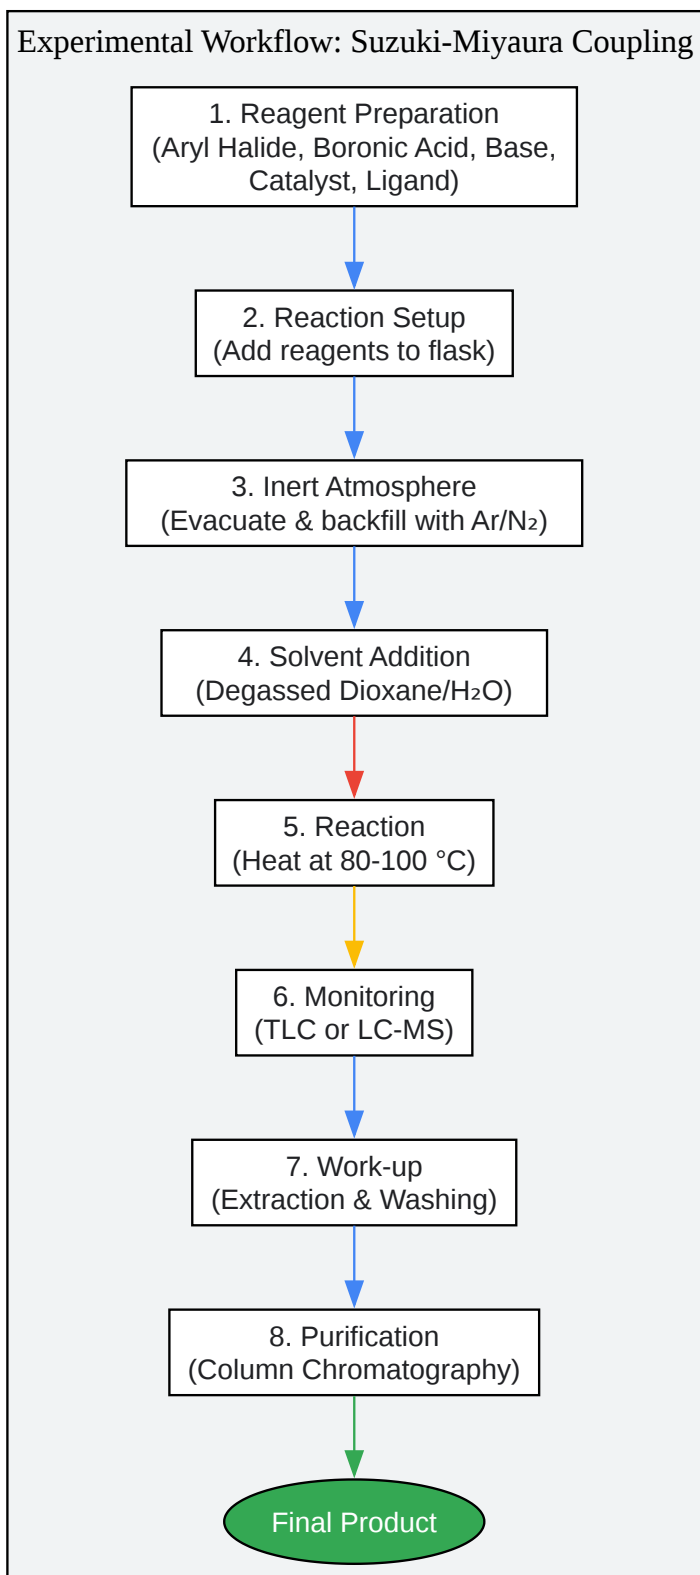 Experimental Workflow: Suzuki-Miyaura Coupling
1. Reagent Preparation
(Aryl Halide, Boronic Acid, Base,
Catalyst, Ligand)
2. Reaction Setup
(Add reagents to flask)
3. Inert Atmosphere
(Evacuate & backfill with Ar/N₂)
4. Solvent Addition
(Degassed Dioxane/H₂O)
5. Reaction
(Heat at 80-100 °C)
6. Monitoring
(TLC or LC-MS)
7. Work-up
(Extraction & Washing)
8. Purification
(Column Chromatography)
Final Product